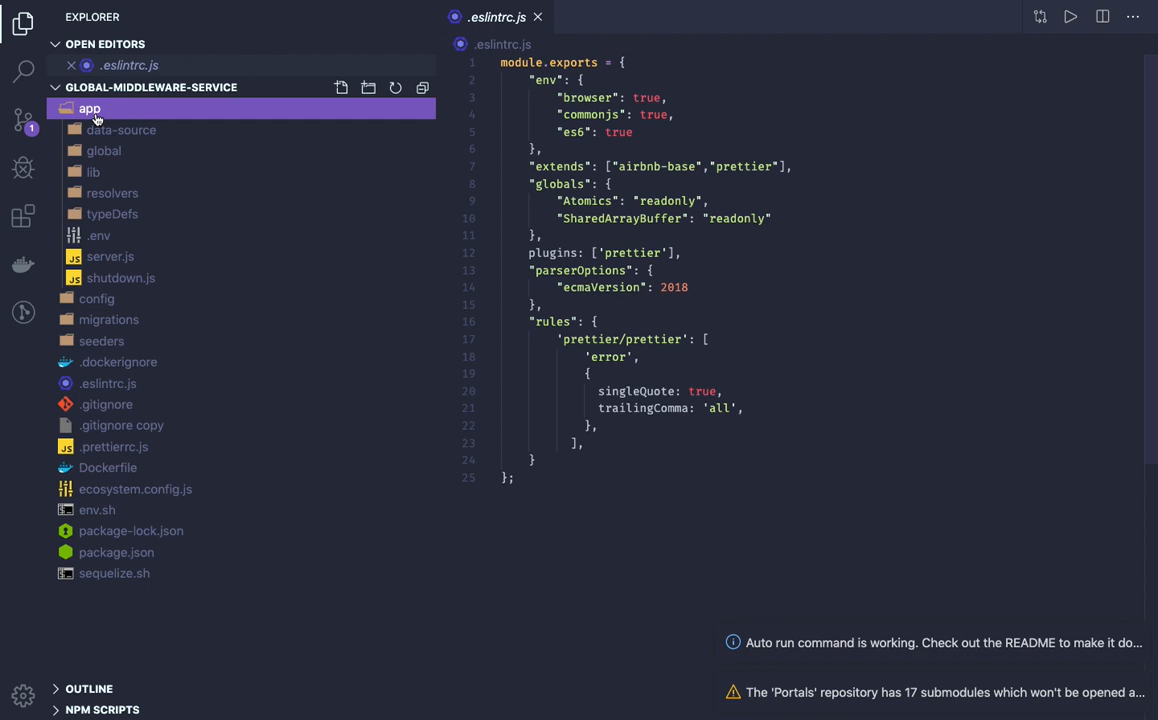 EXPLORER
OPEN EDITORS
.eslintrc.js
GLOBAL-MIDDLEWARE-SERVICE
app
data-source
global
lib
resolvers
typeDefs
.env
JS server.js
JS shutdown.js
config
migrations
seeders
.dockerignore
.eslintrc.js
.gitignore
.gitignore copy
JS .prettierrc.js
Dockerfile
ecosystem.config.js
env.sh
package-lock.json
package.json
sequelize.sh
OUTLINE
NPM SCRIPTS
1
.eslintrc.js
.eslintrc.js
1 module.exports = {
2 "env": {
3 "browser": true,
4 "commonjs": true,
5 "es6": true
6 },
7 "extends": ["airbnb-base","prettier"],
8 "globals": {
9 "Atomics": "readonly",
10 "SharedArrayBuffer": "readonly"
11 },
12 plugins: ['prettier'],
13 "parserOptions": {
14 "ecmaVersion": 2018
15 },
16 "rules": {
17 'prettier/prettier': [
18 'error',
19 {
20 singleQuote: true,
21 trailingComma: 'all',
22 },
23 ],
24 }
25 };
Auto run command is working. Check out the README to make it do...
The 'Portals' repository has 17 submodules which won't be opened a...